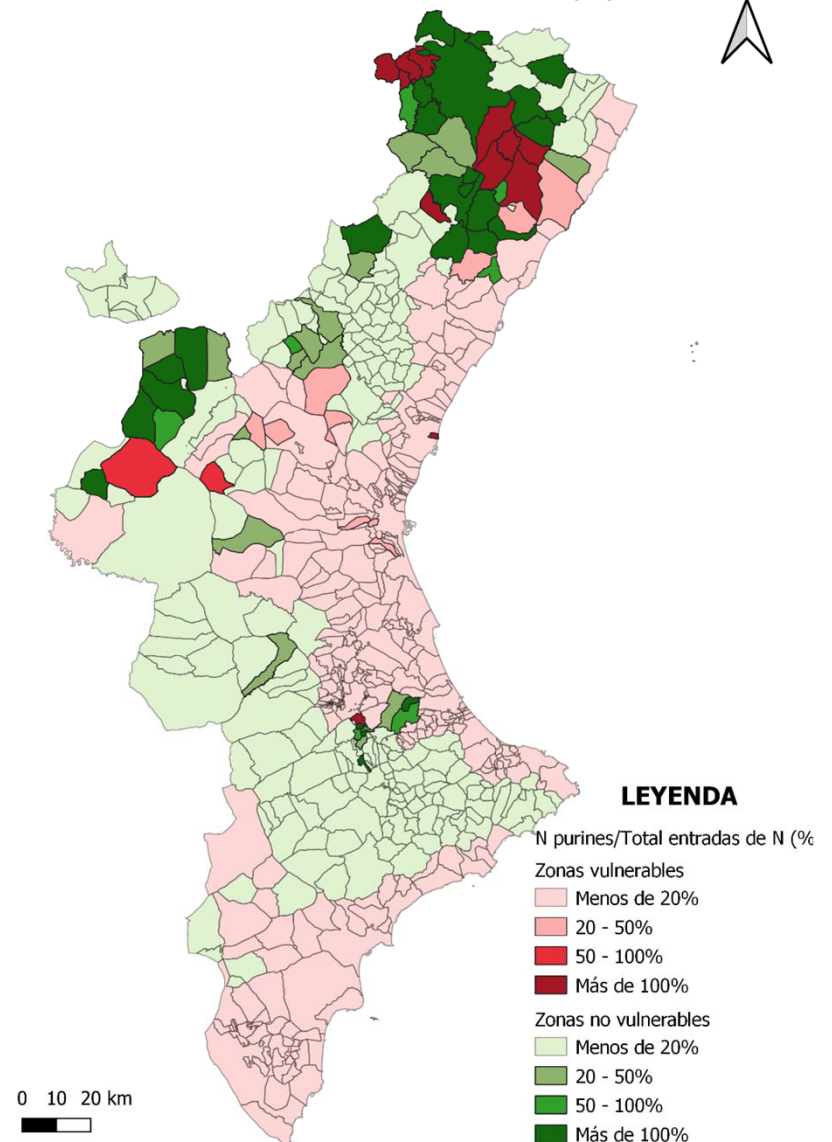 LEYENDA
N purines/Total entradas de N (%
Zonas vulnerables
Menos de 20%
20 - 50%
50 - 100%
Más de 100%
Zonas no vulnerables
Menos de 20%
20 - 50%
50 - 100%
Más de 100%
0 10 20 km